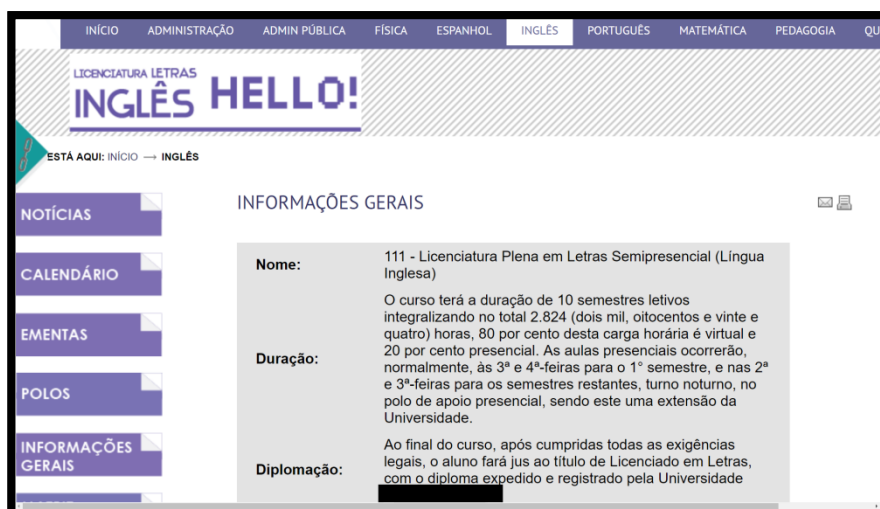 INÍCIO ADMINISTRAÇÃO ADMIN PÚBLICA FÍSICA ESPANHOL INGLÊS PORTUGUÊS MATEMÁTICA PEDAGOGIA QU
LICENCIATURA LETRAS
INGLÊS HELLO!
ESTÁ AQUI: INÍCIO → INGLÊS
NOTÍCIAS
CALENDÁRIO
EMENTAS
POLOS
INFORMAÇÕES
GERAIS
INFORMAÇÕES GERAIS
Nome: 111 - Licenciatura Plena em Letras Semipresencial (Língua
Inglesa)
Duração: O curso terá a duração de 10 semestres letivos
integralizando no total 2.824 (dois mil, oitocentos e vinte e
quatro) horas, 80 por cento desta carga horária é virtual e
20 por cento presencial. As aulas presenciais ocorrerão,
normalmente, às 3ª e 4ª-feiras para o 1° semestre, e nas 2ª
e 3ª-feiras para os semestres restantes, turno noturno, no
polo de apoio presencial, sendo este uma extensão da
Universidade.
Diplomação: Ao final do curso, após cumpridas todas as exigências
legais, o aluno fará jus ao título de Licenciado em Letras,
com o diploma expedido e registrado pela Universidade